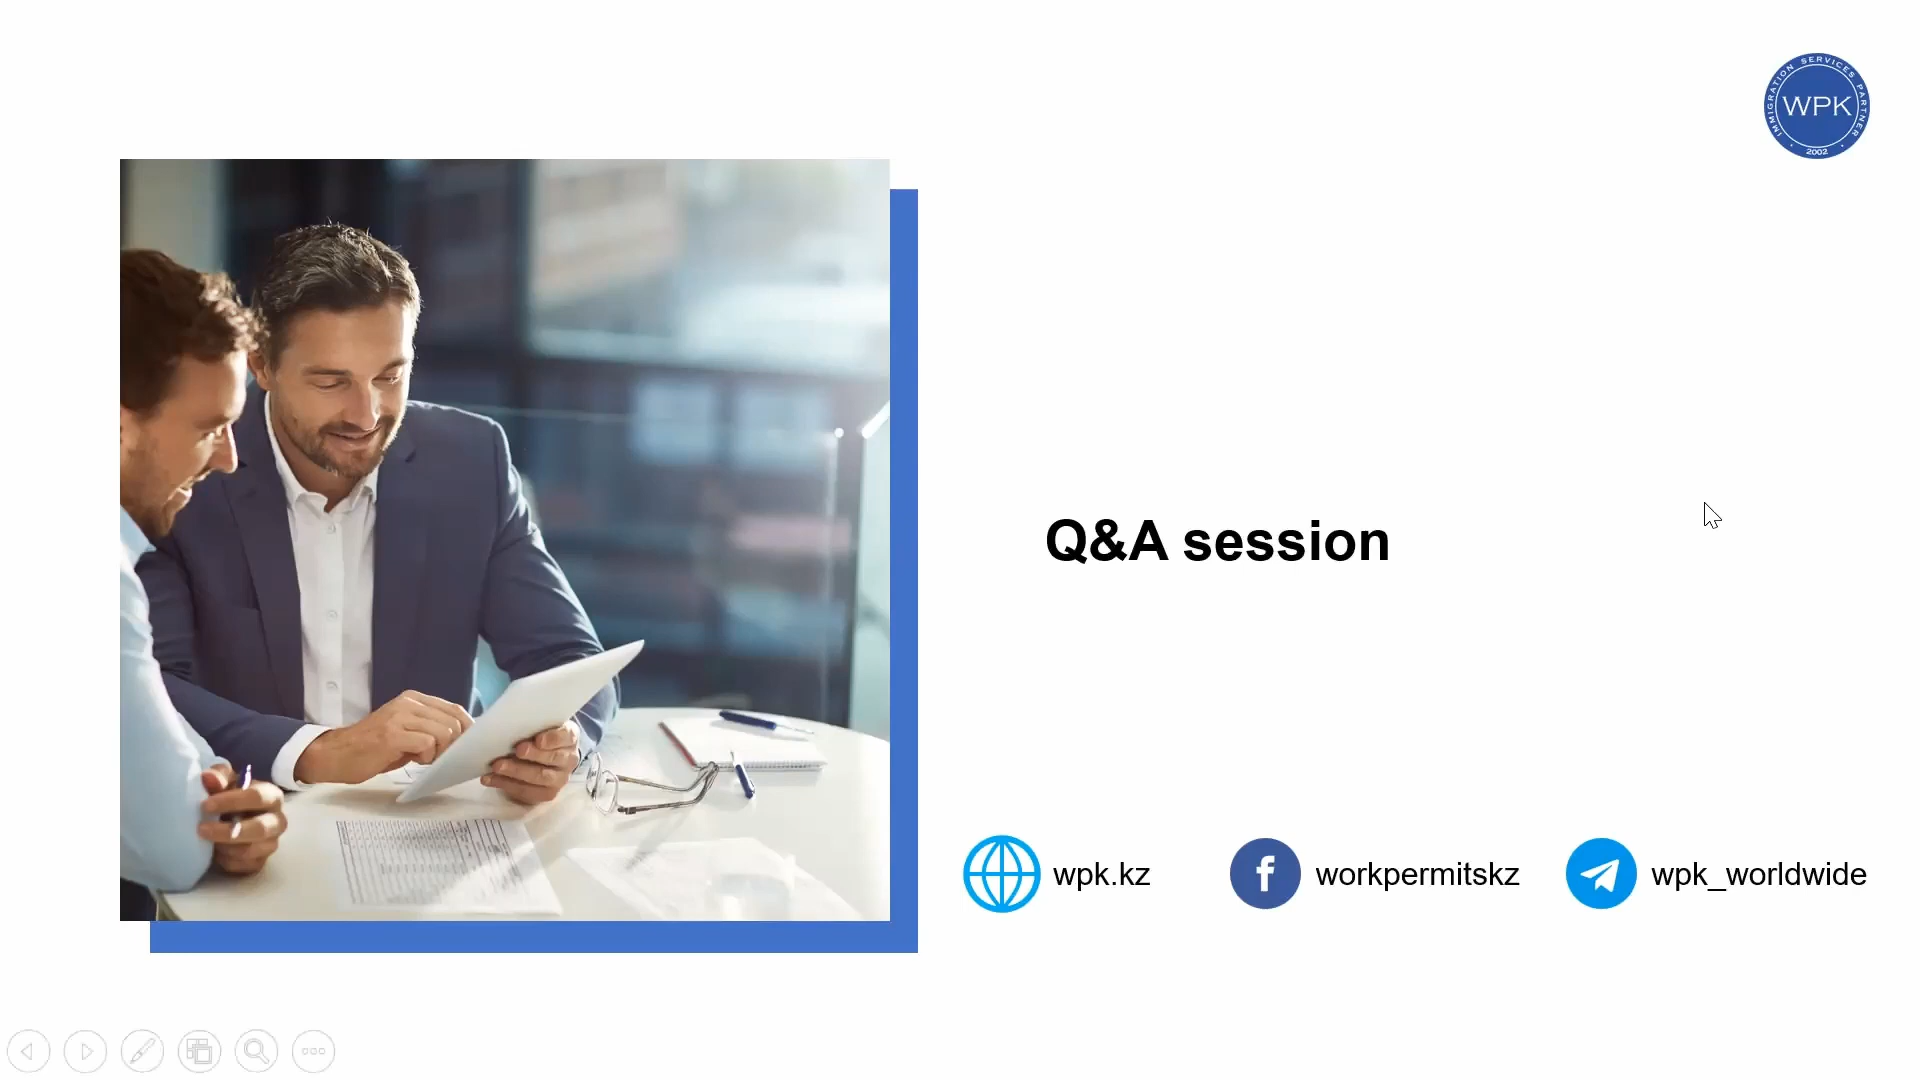 IMMIGRATION SERVICES PARTNER
WPK
2002
Q&A session
wpk.kz
workpermitskz
wpk_worldwide